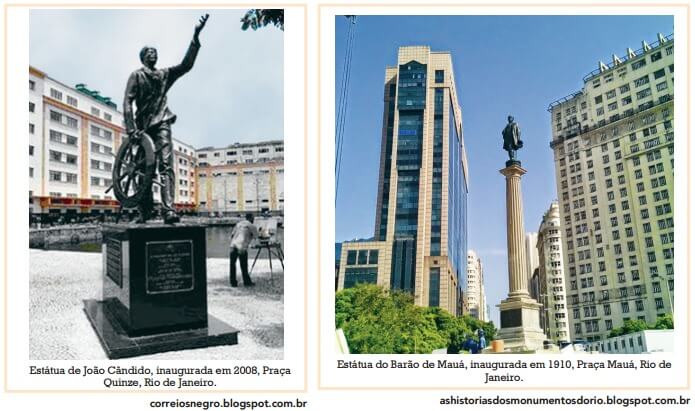 Estátua de João Cândido, inaugurada em 2008, Praça
Quinze, Rio de Janeiro.
correiosnegro.blogspot.com.br
Estátua do Barão de Mauá, inaugurada em 1910, Praça Mauá, Rio de
Janeiro.
ashistoriasdosmonumentosdorio.blogspot.com.br